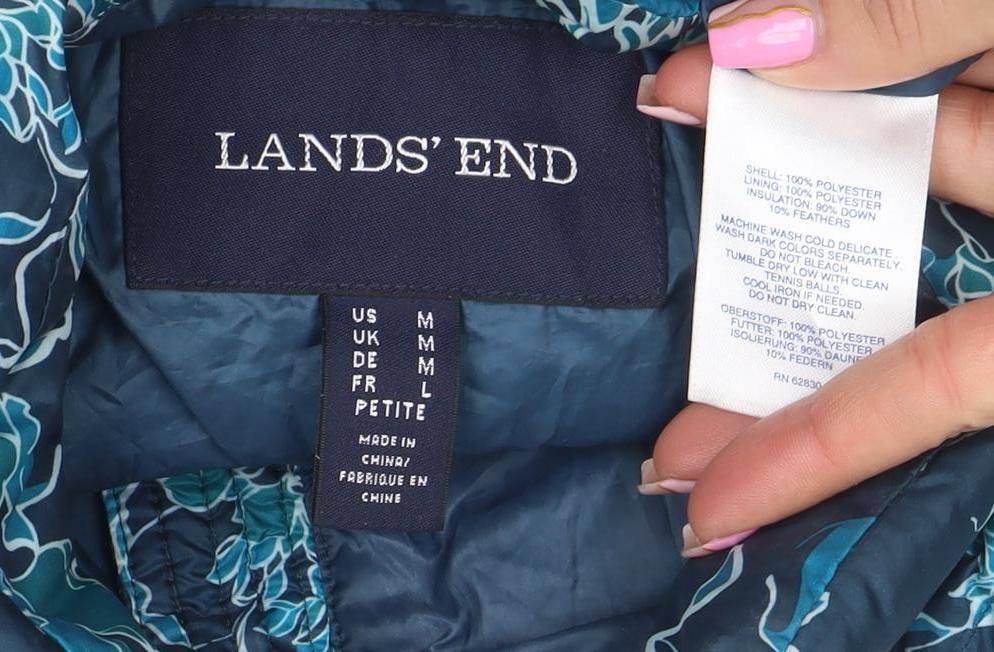 LANDS' END
US M
UK M
DE M
FR L
PETITE
MADE IN
CHINA/
FABRIQUE EN
CHINE
SHELL: 100% POLYESTER
LINING: 100% POLYESTER
INSULATION: 90% DOWN
10% FEATHERS
MACHINE WASH COLD DELICATE.
WASH DARK COLORS SEPARATELY.
DO NOT BLEACH.
TUMBLE DRY LOW WITH CLEAN
TENNIS BALLS.
COOL IRON IF NEEDED.
DO NOT DRY CLEAN.
OBERSTOFF: 100% POLYESTER
FUTTER: 100% POLYESTER
ISOLIERUNG: 90% DAUNE
10% FEDERN
RN 62830